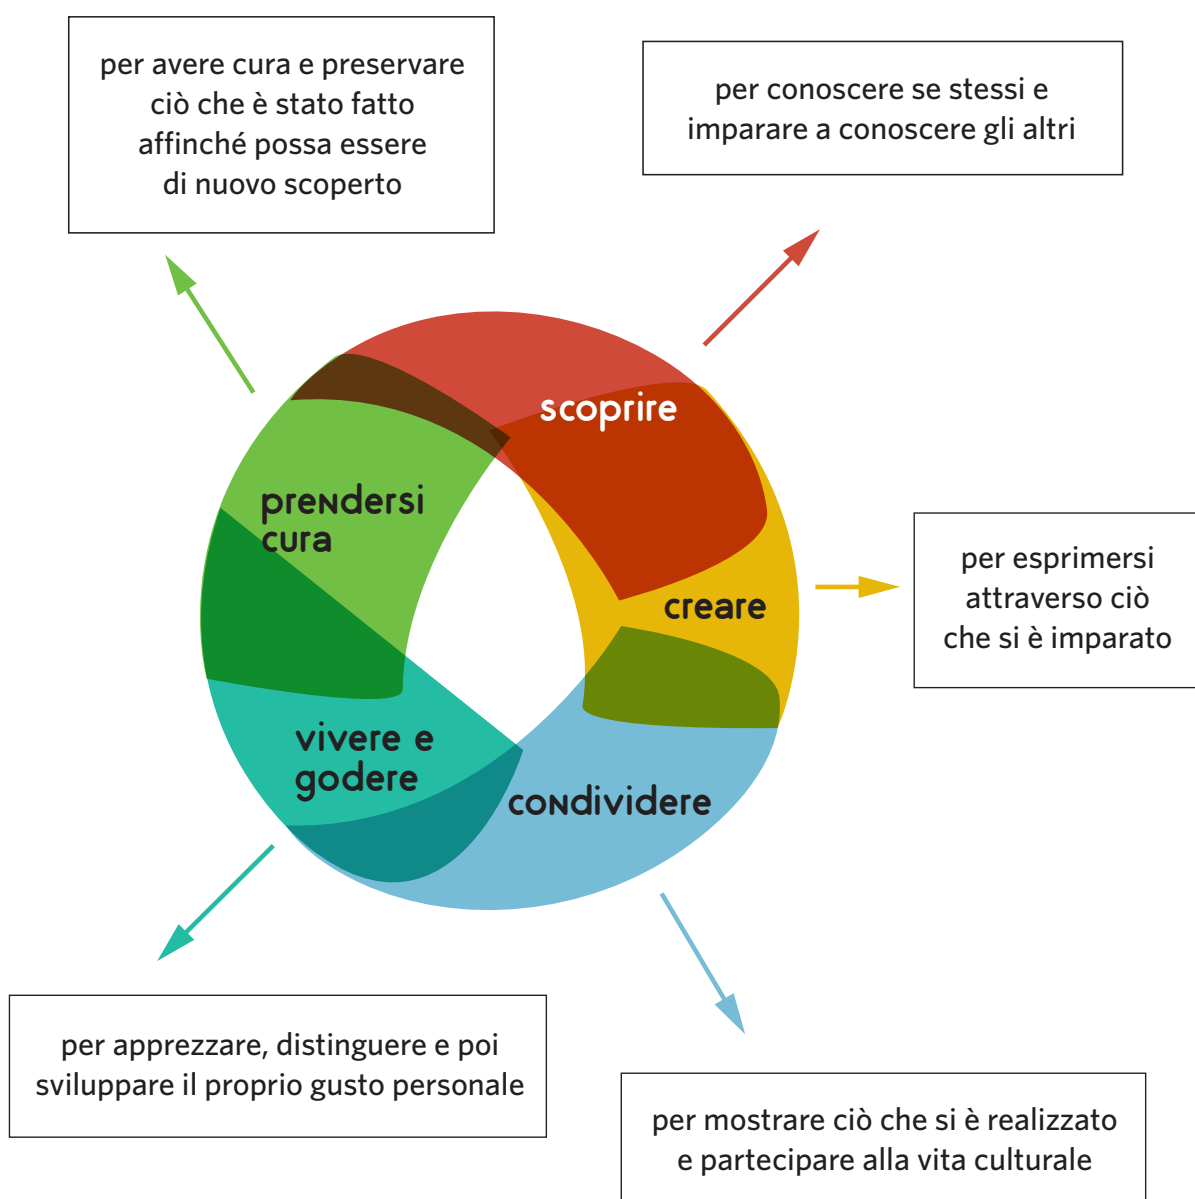 per avere cura e preservare
ciò che è stato fatto
affinché possa essere
di nuovo scoperto
per conoscere se stessi e
imparare a conoscere gli altri
scoprire
prendersi
cura
creare
per esprimersi
attraverso ciò
che si è imparato
vivere e
godere
condividere
per apprezzare, distinguere e poi
sviluppare il proprio gusto personale
per mostrare ciò che si è realizzato
e partecipare alla vita culturale